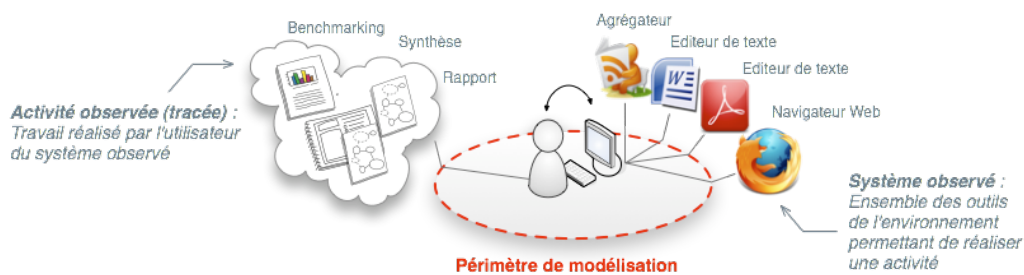 Benchmarking
Synthèse
Rapport
Activité observée (tracée) :
Travail réalisé par l'utilisateur
du système observé
Agrégateur
Editeur de texte
Editeur de texte
Navigateur Web
W
Système observé :
Ensemble des outils
de l'environnement
permettant de réaliser
une activité
Périmètre de modélisation